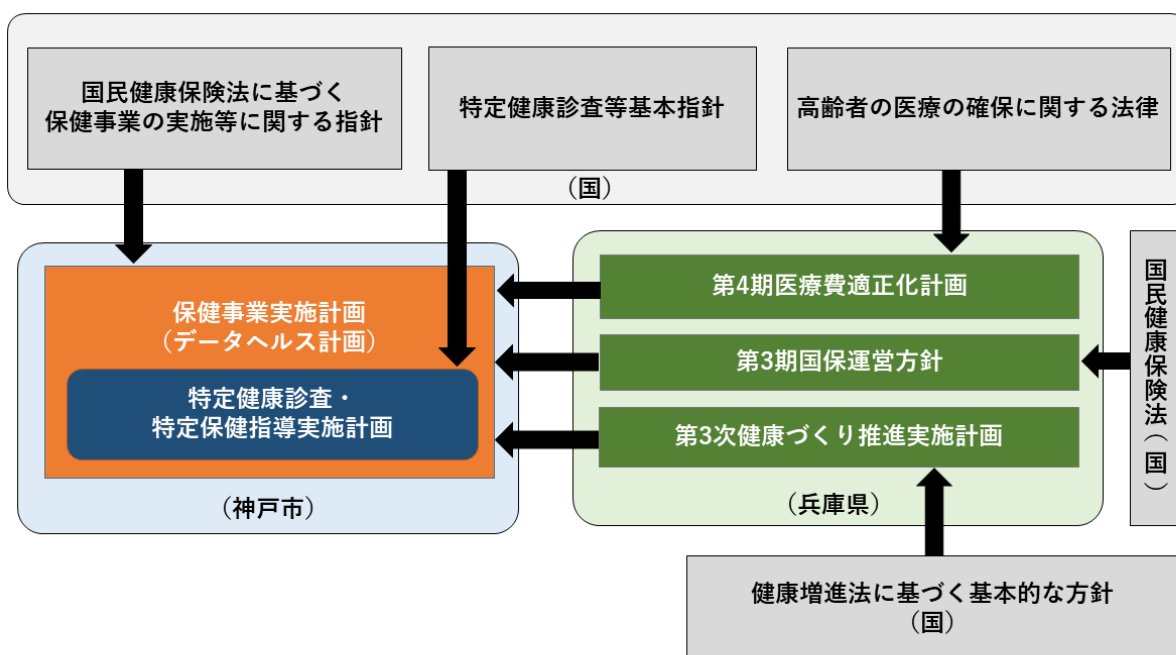 国民健康保険法に基づく
保健事業の実施等に関する指針
特定健康診査等基本指針
高齢者の医療の確保に関する法律
（国）
保健事業実施計画
（データヘルス計画）
特定健康診査・
特定保健指導実施計画
（神戸市）
第4期医療費適正化計画
第3期国保運営方針
第3次健康づくり推進実施計画
（兵庫県）
国民健康保険法（国）
健康増進法に基づく基本的な方針
（国）